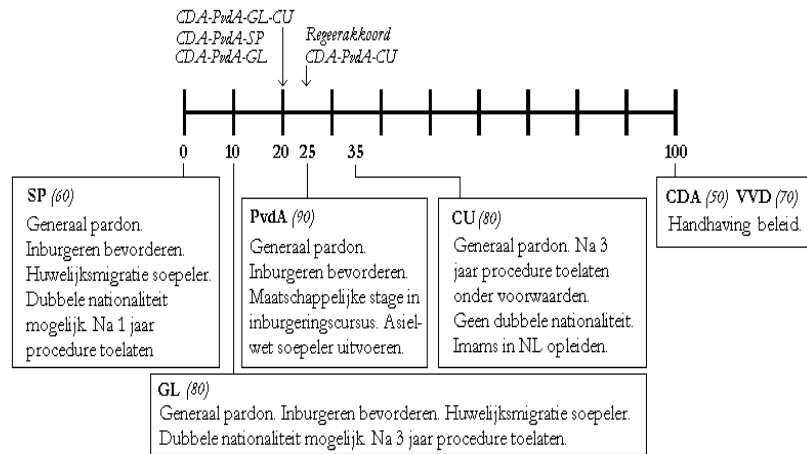 CDA-PvdA-GL-CU
CDA-PvdA-SP
CDA-PvdA-GL
Regeerakkoord
CDA-PvdA-CU
0 10 20 25 35 100
SP (60)
Generaal pardon.
Inburgeren bevorderen.
Huwelijksmigratie soepeler.
Dubbele nationaliteit
mogelijk. Na 1 jaar
procedure toelaten
PvdA (90)
Generaal pardon.
Inburgeren bevorderen.
Maatschappelijke stage in
inburgeringscursus. Asiel-
wet soepeler uitvoeren.
CU (80)
Generaal pardon. Na 3
jaar procedure toelaten
onder voorwaarden.
Geen dubbele nationaliteit.
Imams in NL opleiden.
CDA (50) VVD (70)
Handhaving beleid.
GL (80)
Generaal pardon. Inburgeren bevorderen. Huwelijksmigratie soepeler.
Dubbele nationaliteit mogelijk. Na 3 jaar procedure toelaten.